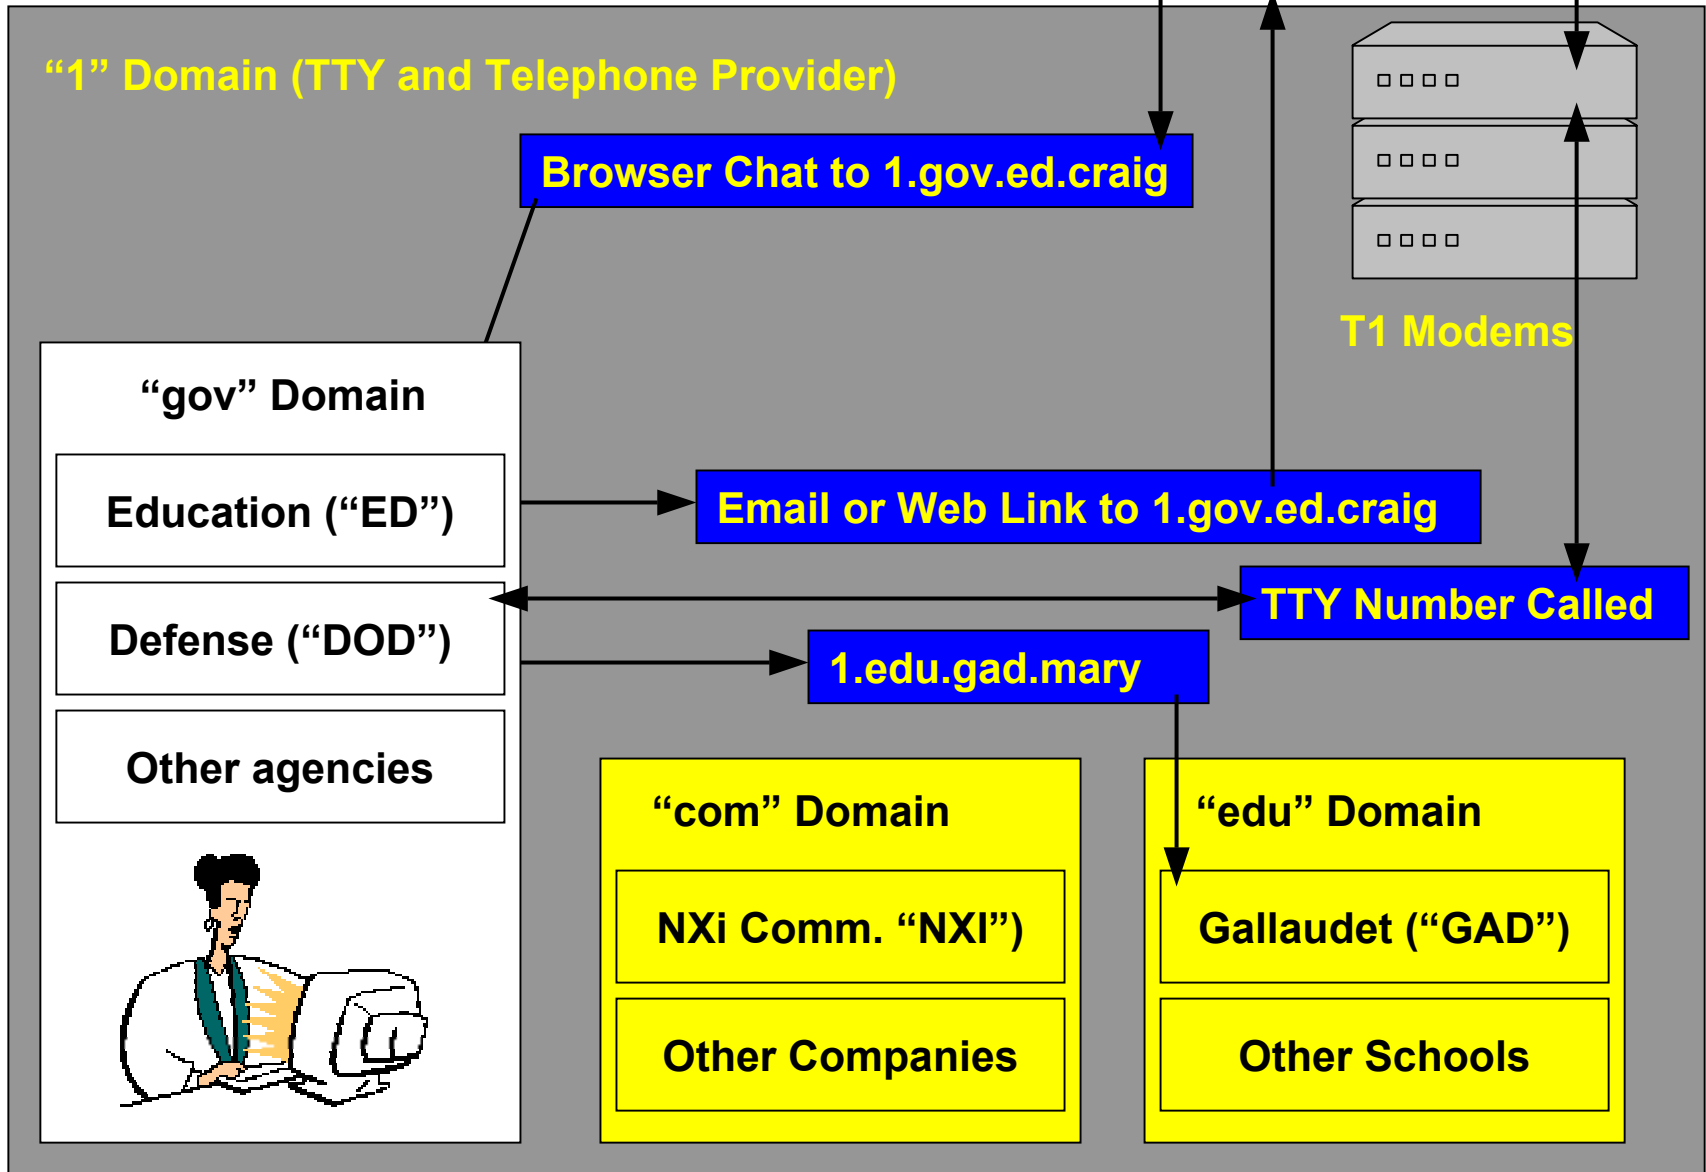 “1” Domain (TTY and Telephone Provider)
Browser Chat to 1.gov.ed.craig
T1 Modems
“gov” Domain
Education (“ED”)
Email or Web Link to 1.gov.ed.craig
TTY Number Called
Defense (“DOD”)
1.edu.gad.mary
Other agencies
“com” Domain
NXi Comm. “NXI”)
Other Companies
“edu” Domain
Gallaudet (“GAD”)
Other Schools